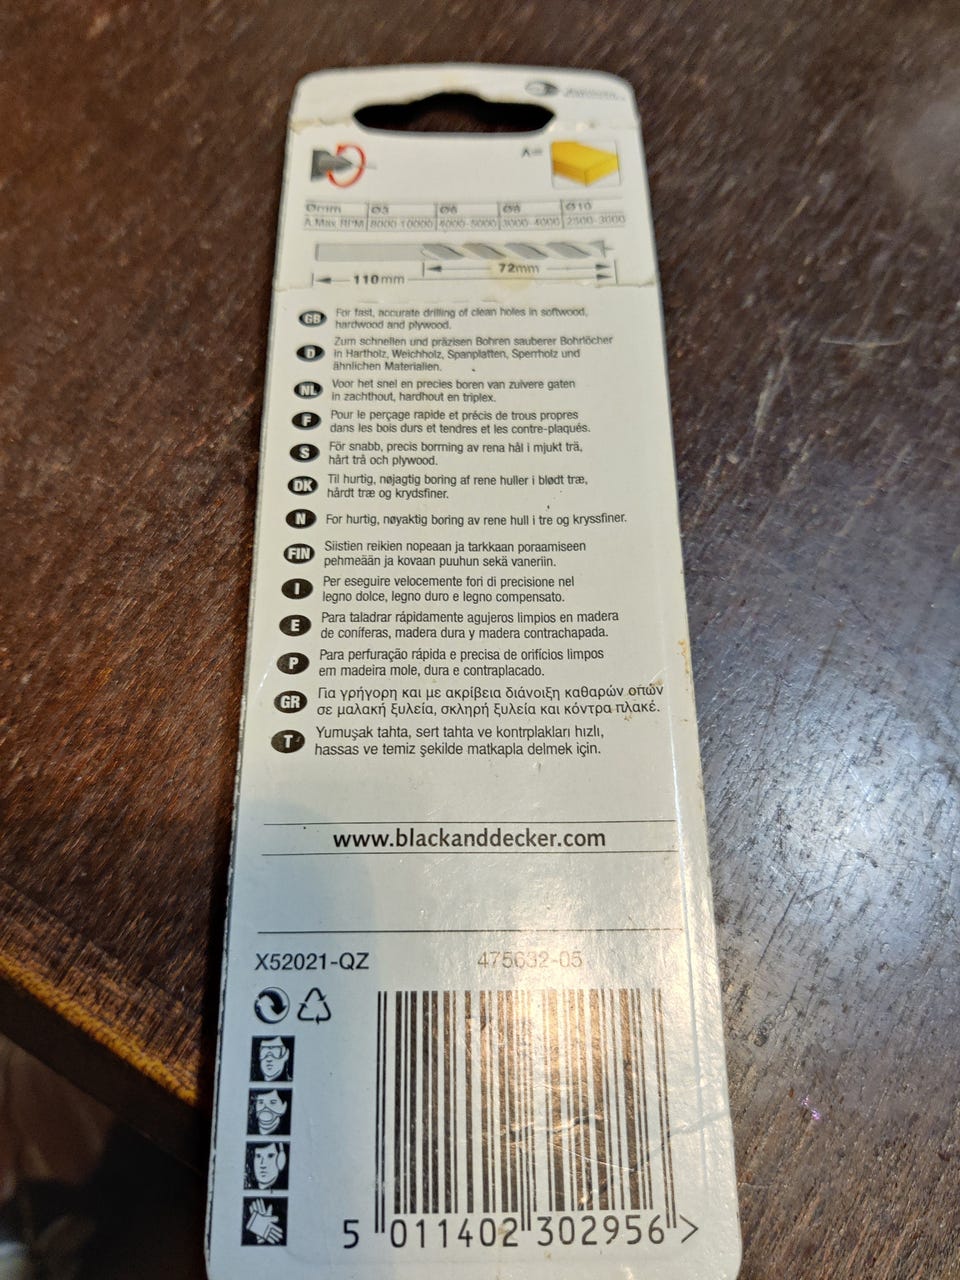 A=
Ømm Ø3 Ø6 Ø8 Ø10
A Max RPM 8000-10000 4000-5000 3000-4000 2500-3000
72mm
110mm
GB For fast, accurate drilling of clean holes in softwood,
hardwood and plywood.
D Zum schnellen und präzisen Bohren sauberer Bohrlöcher
in Hartholz, Weichholz, Spanplatten, Sperrholz und
ähnlichen Materialien.
NL Voor het snel en precies boren van zuivere gaten
in zachthout, hardhout en triplex.
F Pour le perçage rapide et précis de trous propres
dans les bois durs et tendres et les contre-plaqués.
S För snabb, precis borrning av rena hål i mjukt trä,
hårt trä och plywood.
DK Til hurtig, nøjagtig boring af rene huller i blødt træ,
hårdt træ og krydsfiner.
N For hurtig, nøyaktig boring av rene hull i tre og kryssfiner.
FIN Siistien reikien nopeaan ja tarkkaan poraamiseen
pehmeään ja kovaan puuhun sekä vaneriin.
I Per eseguire velocemente fori di precisione nel
legno dolce, legno duro e legno compensato.
E Para taladrar rápidamente agujeros limpios en madera
de coníferas, madera dura y madera contrachapada.
P Para perfuração rápida e precisa de orifícios limpos
em madeira mole, dura e contraplacado.
GR Για γρήγορη και με ακρίβεια διάνοιξη καθαρών οπών
σε μαλακή ξυλεία, σκληρή ξυλεία και κόντρα πλακέ.
T Yumuşak tahta, sert tahta ve kontrplakları hızlı,
hassas ve temiz şekilde matkapla delmek için.
www.blackanddecker.com
X52021-QZ 475632-05
5 011402 302956 >